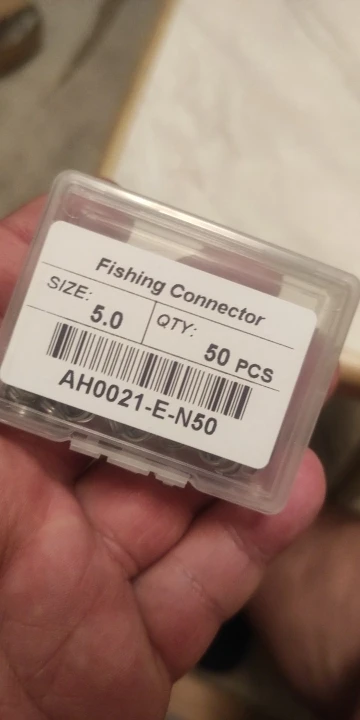 Fishing Connector
SIZE: QTY:
5.0 50 PCS
AH0021-E-N50